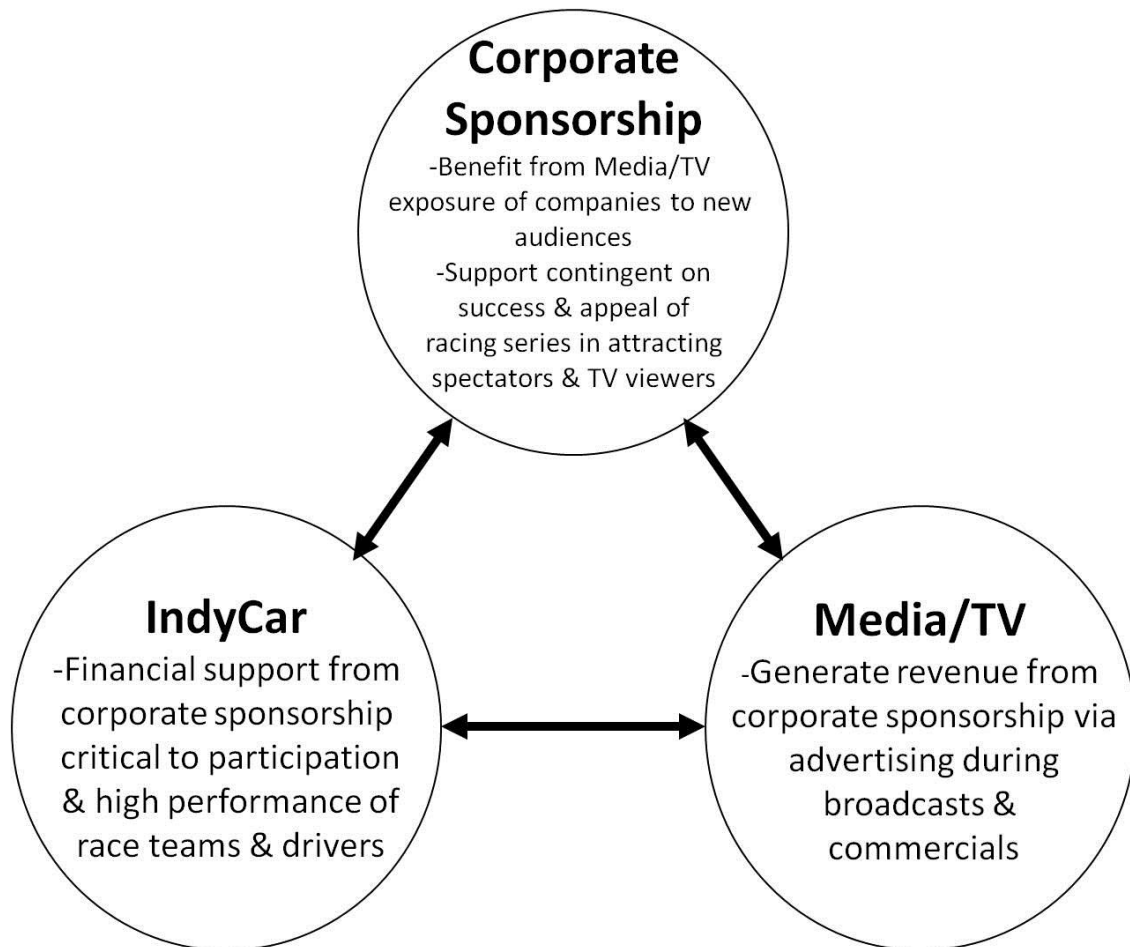 Corporate
Sponsorship
-Benefit from Media/TV
exposure of companies to new
audiences
-Support contingent on
success & appeal of
racing series in attracting
spectators & TV viewers
IndyCar
-Financial support from
corporate sponsorship
critical to participation
& high performance of
race teams & drivers
Media/TV
-Generate revenue from
corporate sponsorship via
advertising during
broadcasts &
commercials